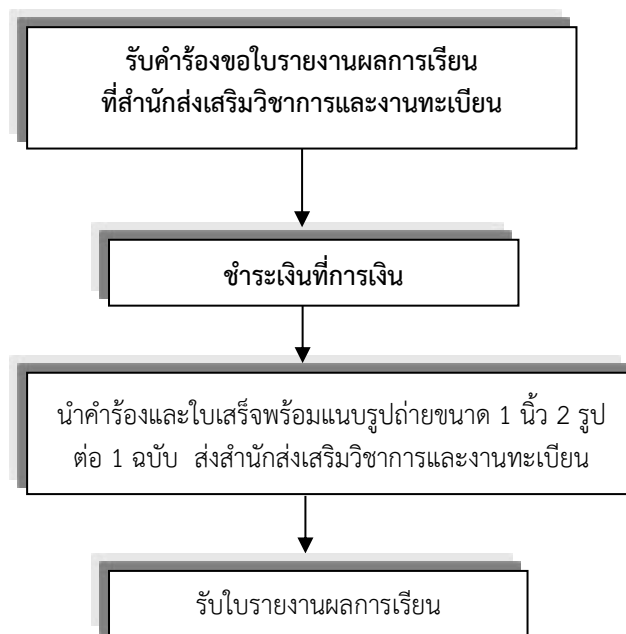 รับคำร้องขอใบรายงานผลการเรียน
ที่สำนักส่งเสริมวิชาการและงานทะเบียน
ชำระเงินที่การเงิน
นำคำร้องและใบเสร็จพร้อมแนบรูปถ่ายขนาด 1 นิ้ว 2 รูป
ต่อ 1 ฉบับ ส่งสำนักส่งเสริมวิชาการและงานทะเบียน
รับใบรายงานผลการเรียน